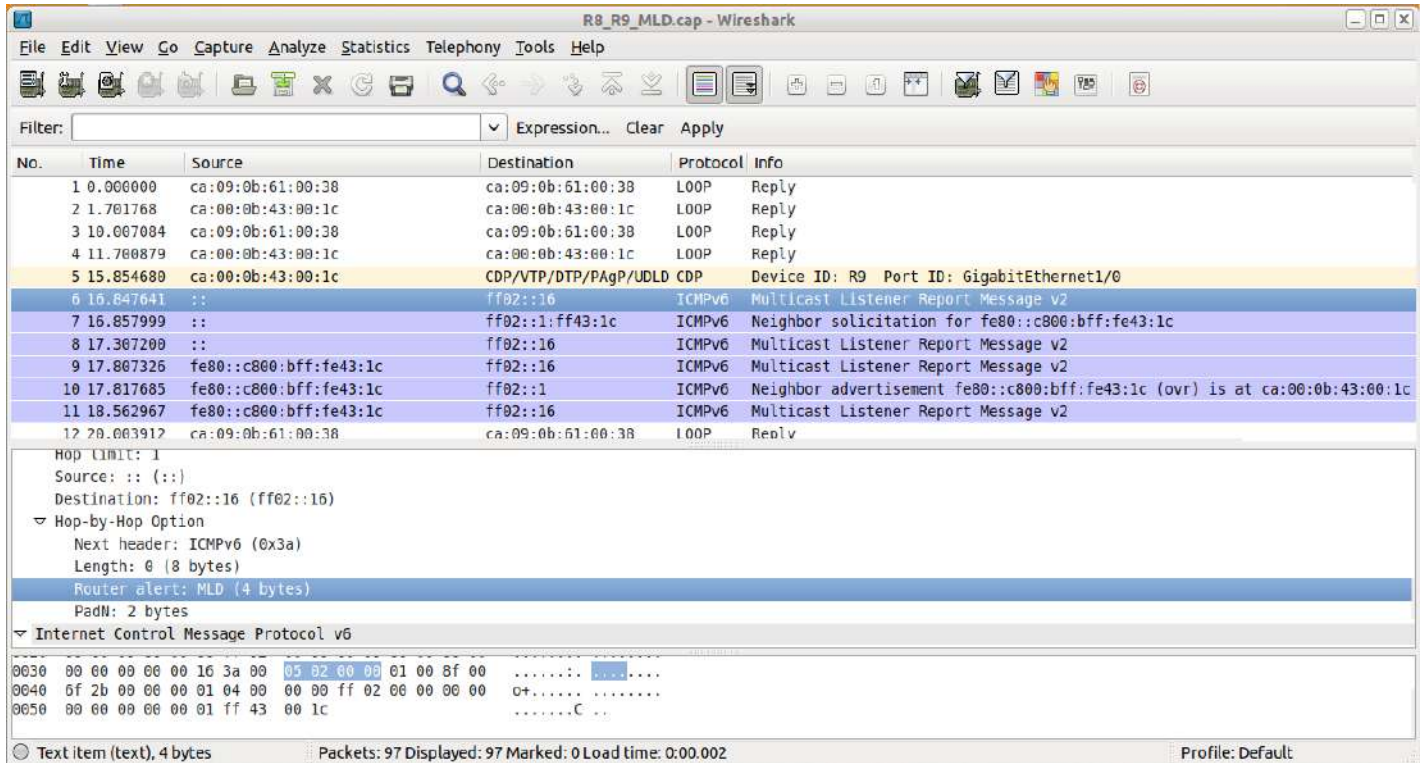 R8_R9_MLD.cap - Wireshark
File Edit View Go Capture Analyze Statistics Telephony Tools Help
Filter: Expression... Clear Apply
No. Time Source Destination Protocol Info
1 0.000000 ca:09:0b:61:00:38 ca:09:0b:61:00:38 LOOP Reply
2 1.701768 ca:00:0b:43:00:1c ca:00:0b:43:00:1c LOOP Reply
3 10.007084 ca:09:0b:61:00:38 ca:09:0b:61:00:38 LOOP Reply
4 11.700879 ca:00:0b:43:00:1c ca:00:0b:43:00:1c LOOP Reply
5 15.854680 ca:00:0b:43:00:1c CDP/VTP/DTP/PAgP/UDLD CDP Device ID: R9 Port ID: GigabitEthernet1/0
6 16.847641 :: ff02::16 ICMPv6 Multicast Listener Report Message v2
7 16.857999 :: ff02::1:ff43:1c ICMPv6 Neighbor solicitation for fe80::c800:bff:fe43:1c
8 17.307200 :: ff02::16 ICMPv6 Multicast Listener Report Message v2
9 17.807326 fe80::c800:bff:fe43:1c ff02::16 ICMPv6 Multicast Listener Report Message v2
10 17.817685 fe80::c800:bff:fe43:1c ff02::1 ICMPv6 Neighbor advertisement fe80::c800:bff:fe43:1c (ovr) is at ca:00:0b:43:00:1c
11 18.562967 fe80::c800:bff:fe43:1c ff02::16 ICMPv6 Multicast Listener Report Message v2
12 20.003912 ca:09:0b:61:00:38 ca:09:0b:61:00:38 LOOP Reply
Hop limit: 1
Source: :: (::)
Destination: ff02::16 (ff02::16)
Hop-by-Hop Option
Next header: ICMPv6 (0x3a)
Length: 0 (8 bytes)
Router alert: MLD (4 bytes)
PadN: 2 bytes
Internet Control Message Protocol v6
0030 00 00 00 00 00 16 3a 00 05 02 00 00 01 00 8f 00 ......:. ........
0040 6f 2b 00 00 00 01 04 00 00 00 ff 02 00 00 00 00 o+...... ........
0050 00 00 00 00 00 01 ff 43 00 1c .......C ..
Text item (text), 4 bytes Packets: 97 Displayed: 97 Marked: 0 Load time: 0:00.002 Profile: Default